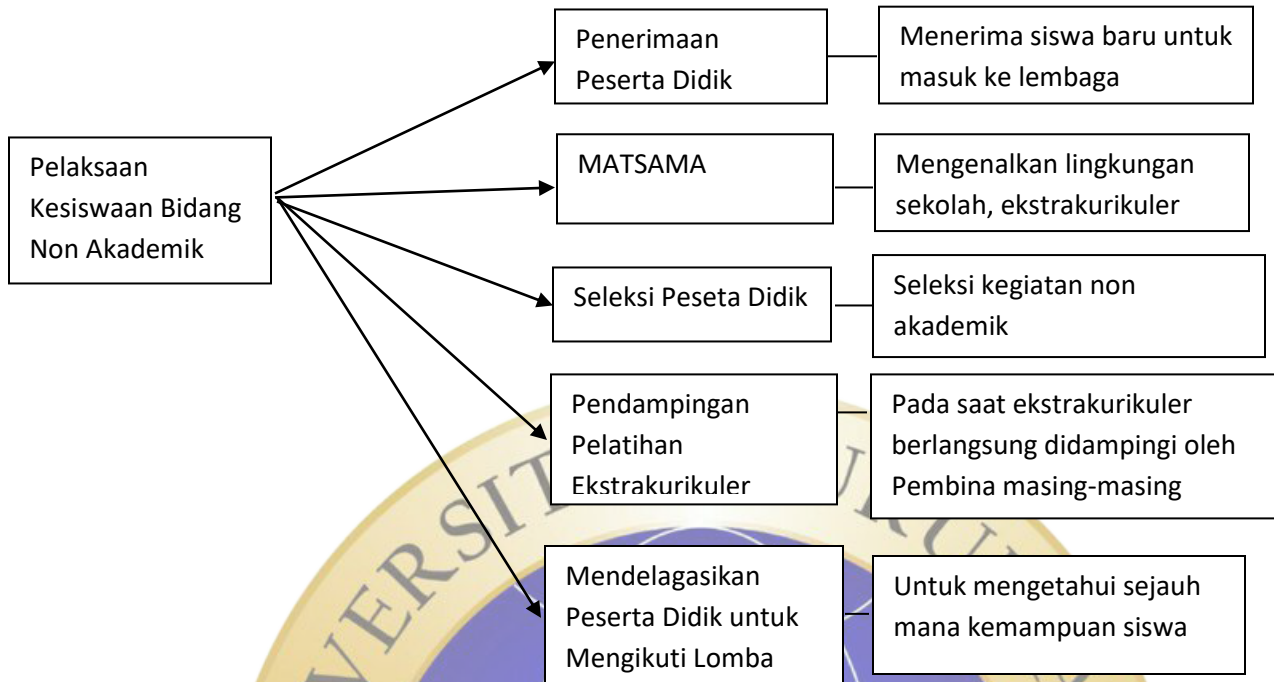 Penerimaan
Peserta Didik
Menerima siswa baru untuk
masuk ke lembaga
Pelaksaan
Kesiswaan Bidang
Non Akademik
MATSAMA
Mengenalkan lingkungan
sekolah, ekstrakurikuler
Seleksi Peseta Didik
Seleksi kegiatan non
akademik
Pendampingan
Pelatihan
Ekstrakurikuler
Pada saat ekstrakurikuler
berlangsung didampingi oleh
Pembina masing-masing
Mendelagasikan
Peserta Didik untuk
Mengikuti Lomba
Untuk mengetahui sejauh
mana kemampuan siswa